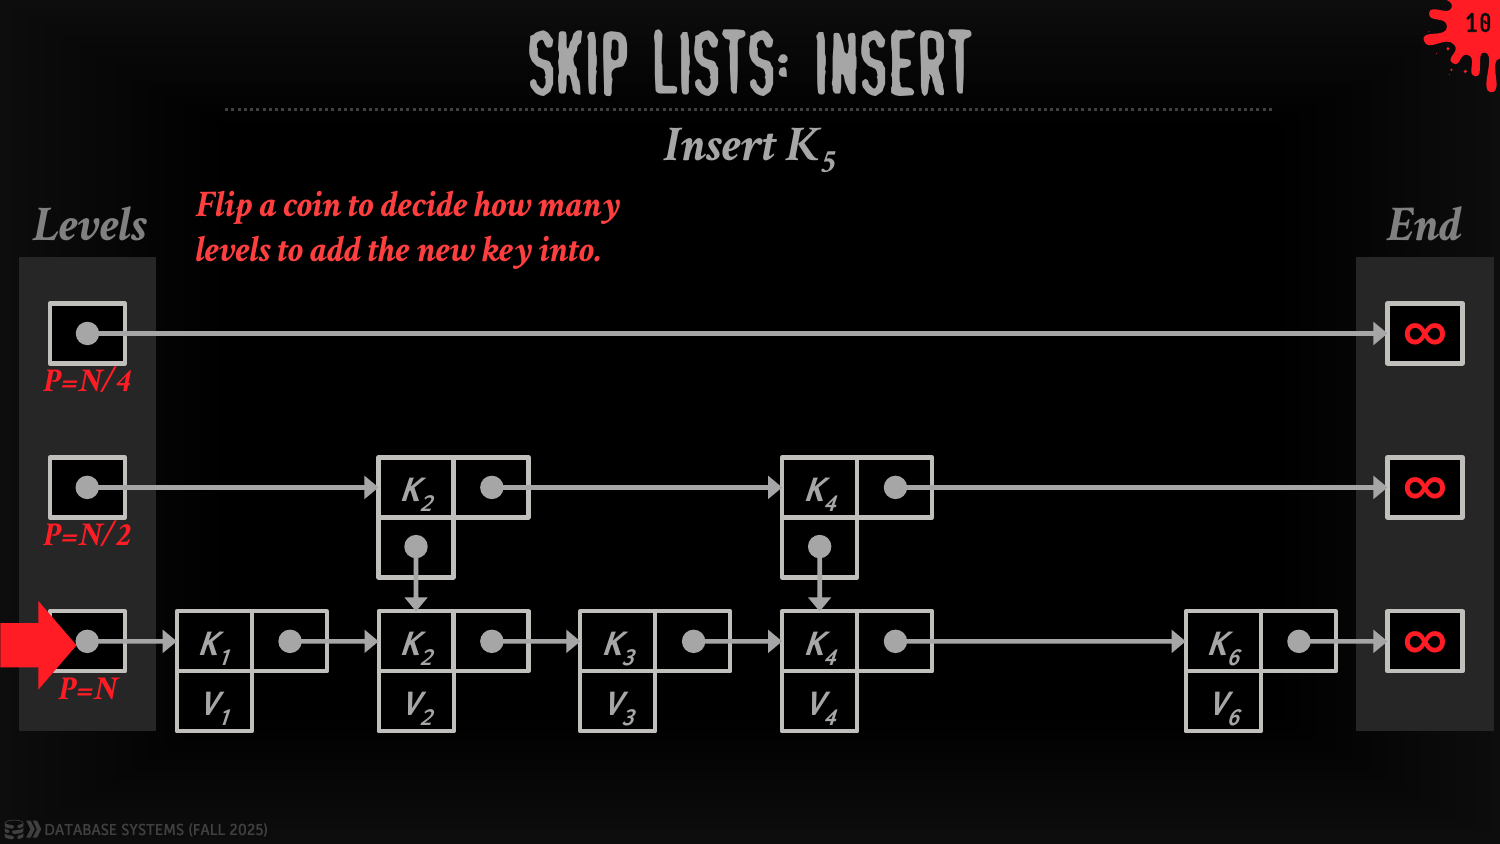 10
SKIP LISTS: INSERT
Insert K₅
Flip a coin to decide how many
levels to add the new key into.
Levels
End
∞
P=N/4
K₂
K₄
∞
P=N/2
K₁
K₂
K₃
K₄
K₆
∞
P=N
V₁
V₂
V₃
V₄
V₆
DATABASE SYSTEMS (FALL 2025)